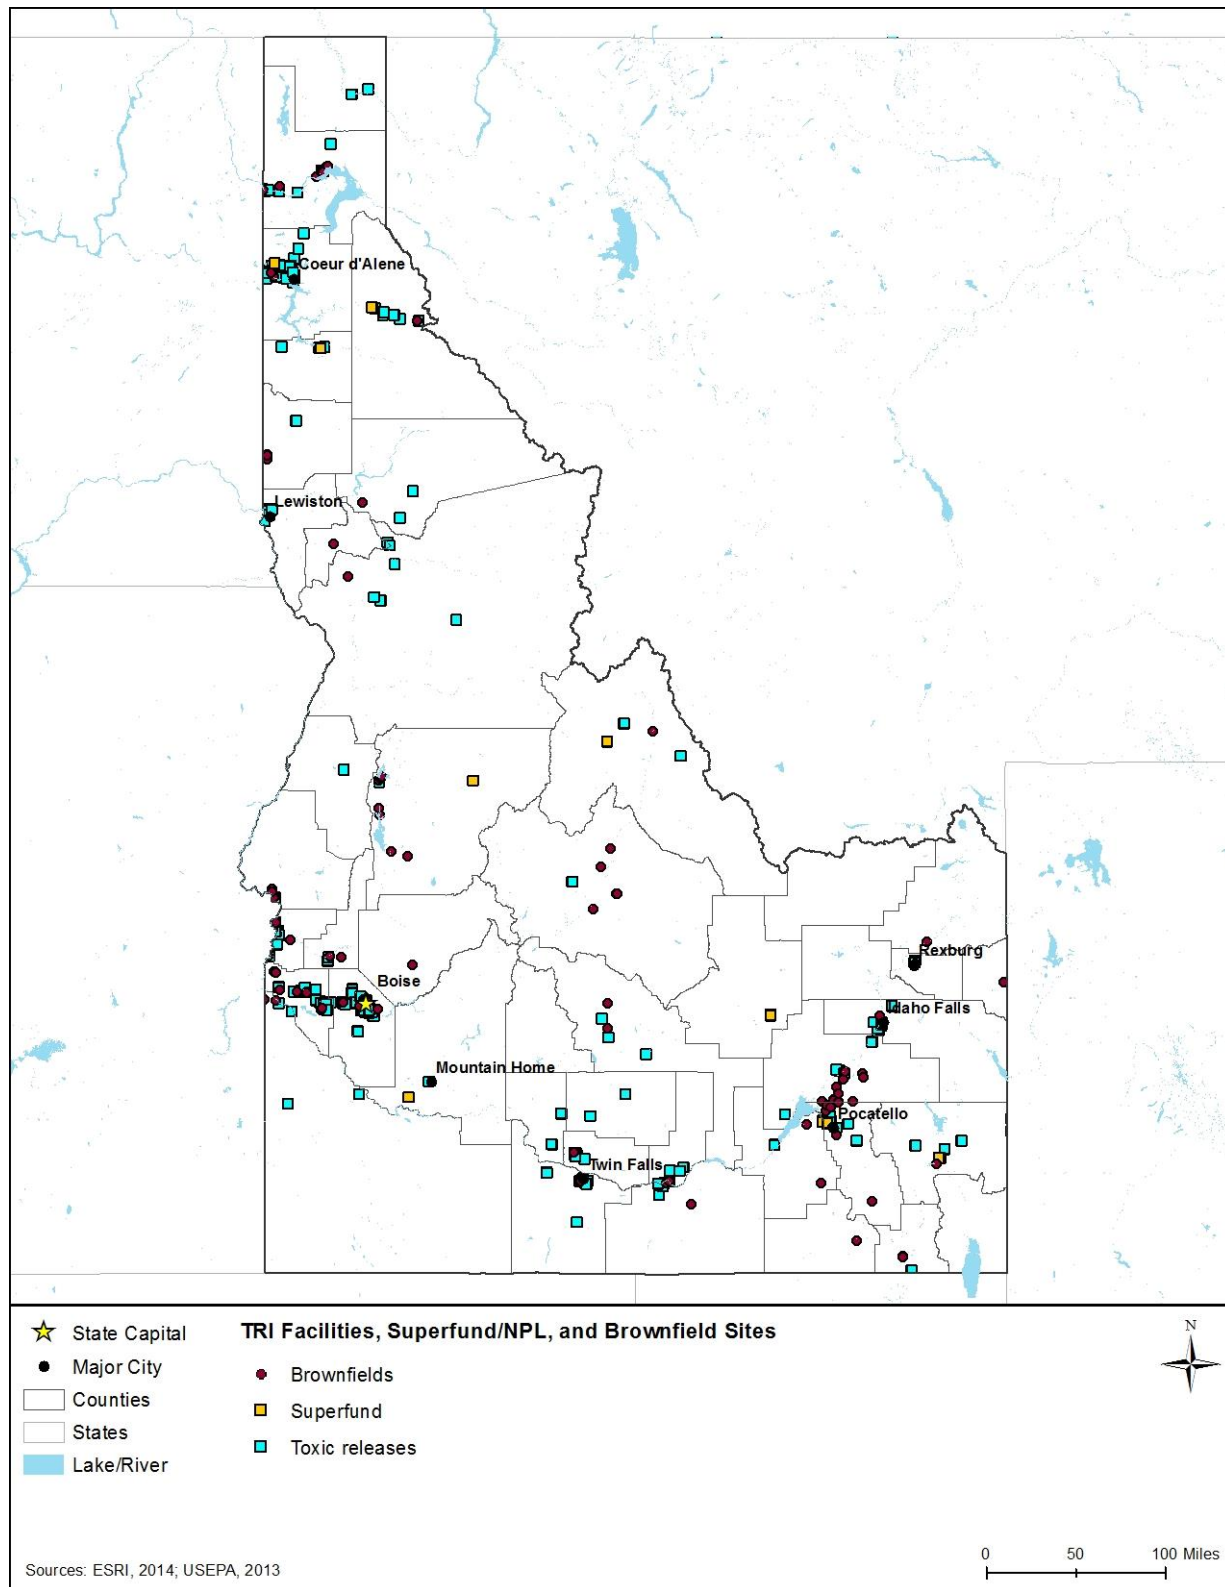 Coeur d'Alene
Lewiston
Rexburg
Boise
Idaho Falls
Mountain Home
Pocatello
Twin Falls
State Capital
Major City
Counties
States
Lake/River
TRI Facilities, Superfund/NPL, and Brownfield Sites
Brownfields
Superfund
Toxic releases
N
Sources: ESRI, 2014; USEPA, 2013
0 50 100 Miles